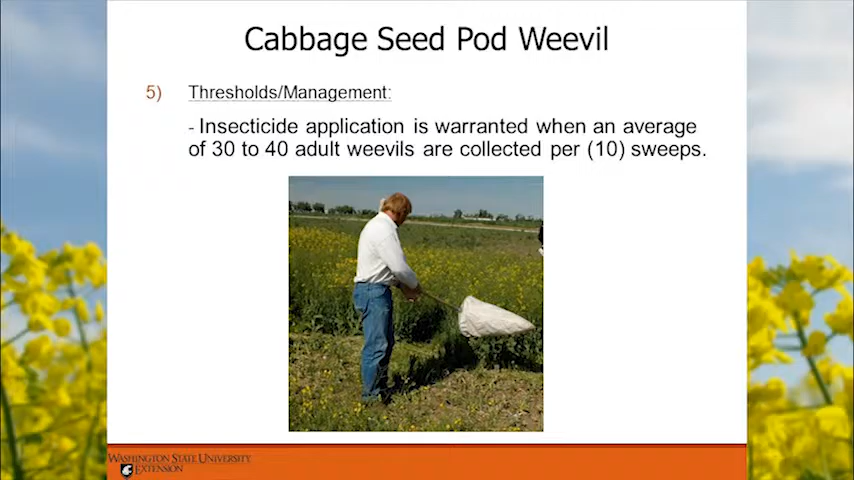 Cabbage Seed Pod Weevil
5) Thresholds/Management:
- Insecticide application is warranted when an average
of 30 to 40 adult weevils are collected per (10) sweeps.
WASHINGTON STATE UNIVERSITY
EXTENSION